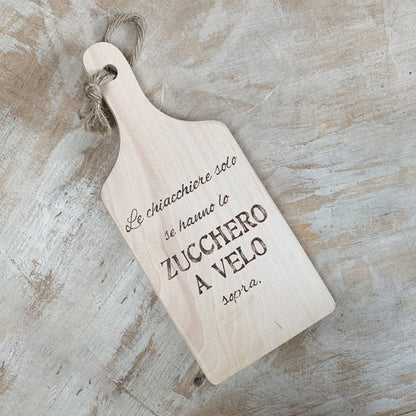 Le chiacchiere solo
se hanno lo
ZUCCHERO
A VELO
sopra.